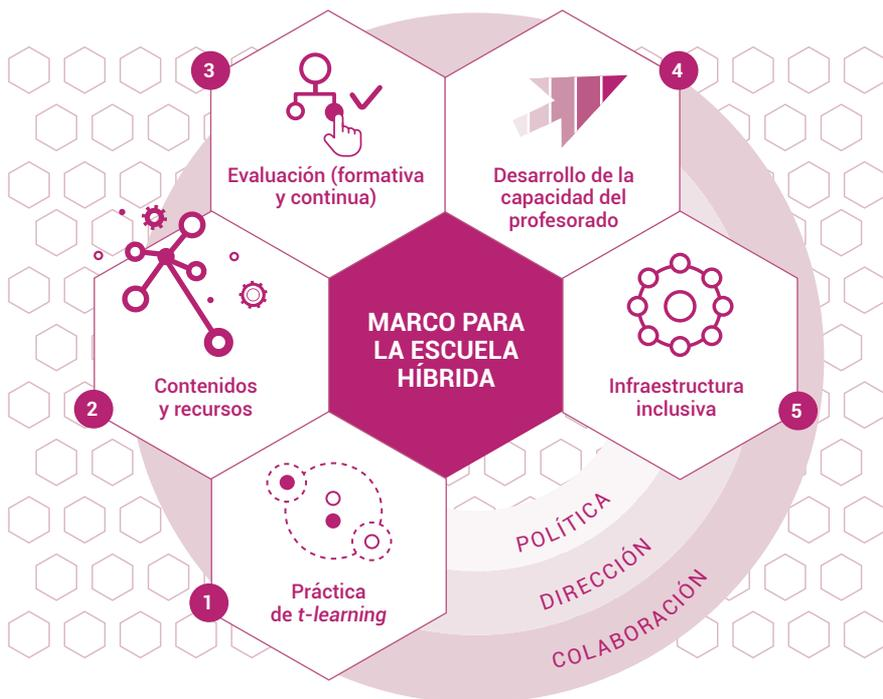 3
Evaluación (formativa
y continua)
4
Desarrollo de la
capacidad del
profesorado
MARCO PARA
LA ESCUELA
HÍBRIDA
Contenidos
y recursos
2
Infraestructura
inclusiva
5
1
Práctica
de t-learning
POLÍTICA
DIRECCIÓN
COLABORACIÓN